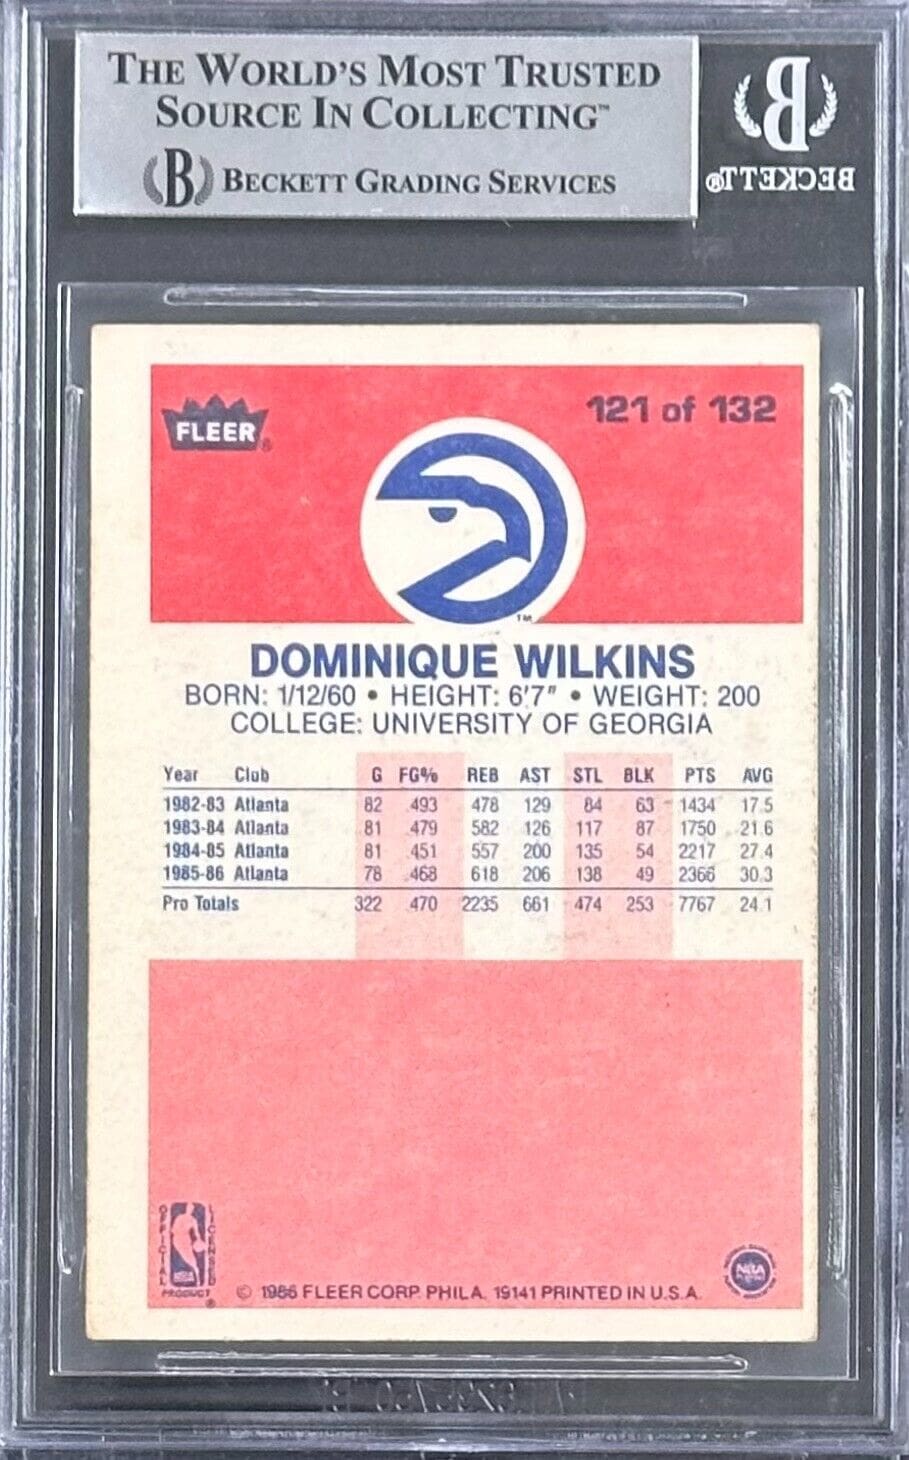 THE WORLD'S MOST TRUSTED
SOURCE IN COLLECTING™
B BECKETT GRADING SERVICES
B
BECKETT®
FLEER®
121 of 132
TM
DOMINIQUE WILKINS
BORN: 1/12/60 • HEIGHT: 6'7" • WEIGHT: 200
COLLEGE: UNIVERSITY OF GEORGIA
Year Club G FG% REB AST STL BLK PTS AVG
1982-83 Atlanta 82 .493 478 129 84 63 1434 17.5
1983-84 Atlanta 81 .479 582 126 117 87 1750 21.6
1984-85 Atlanta 81 .451 557 200 135 54 2217 27.4
1985-86 Atlanta 78 .468 618 206 138 49 2366 30.3
Pro Totals 322 .470 2235 661 474 253 7767 24.1
OFFICIAL LICENSED
NBA
PRODUCT®
© 1986 FLEER CORP. PHILA. 19141 PRINTED IN U.S.A.
NBA